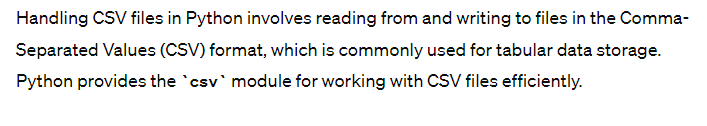 Handling CSV files in Python involves reading from and writing to files in the Comma-
Separated Values (CSV) format, which is commonly used for tabular data storage.
Python provides the `csv` module for working with CSV files efficiently.